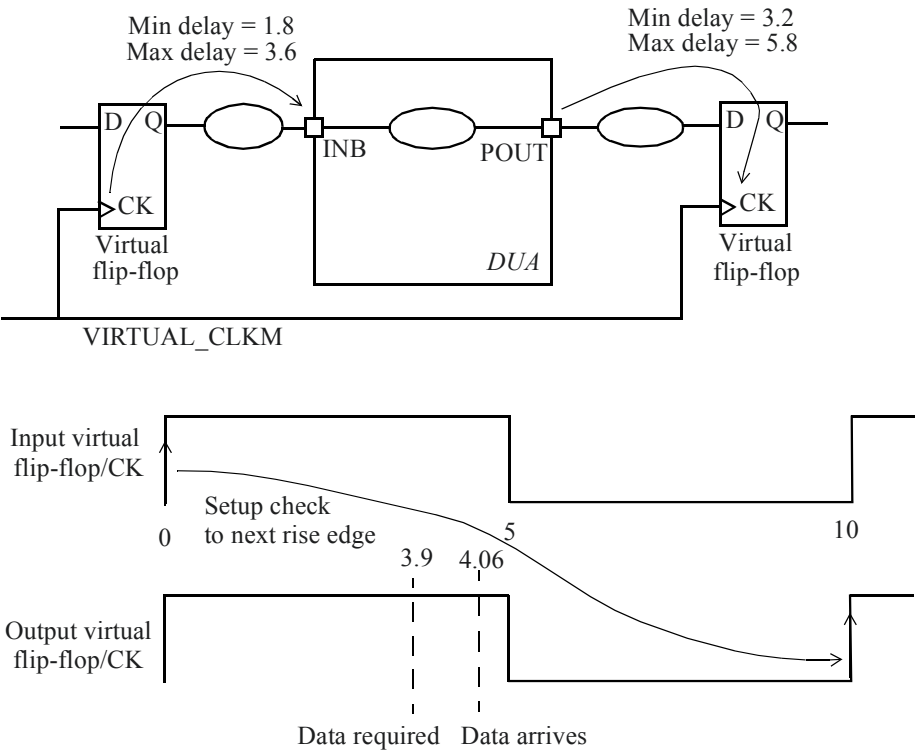 Min delay = 1.8
Max delay = 3.6
Min delay = 3.2
Max delay = 5.8
D Q
INB
POUT
D Q
CK
CK
Virtual
flip-flop
DUA
Virtual
flip-flop
VIRTUAL_CLKM
Input virtual
flip-flop/CK
Setup check
to next rise edge
0
5
10
3.9
4.06
Output virtual
flip-flop/CK
Data required
Data arrives